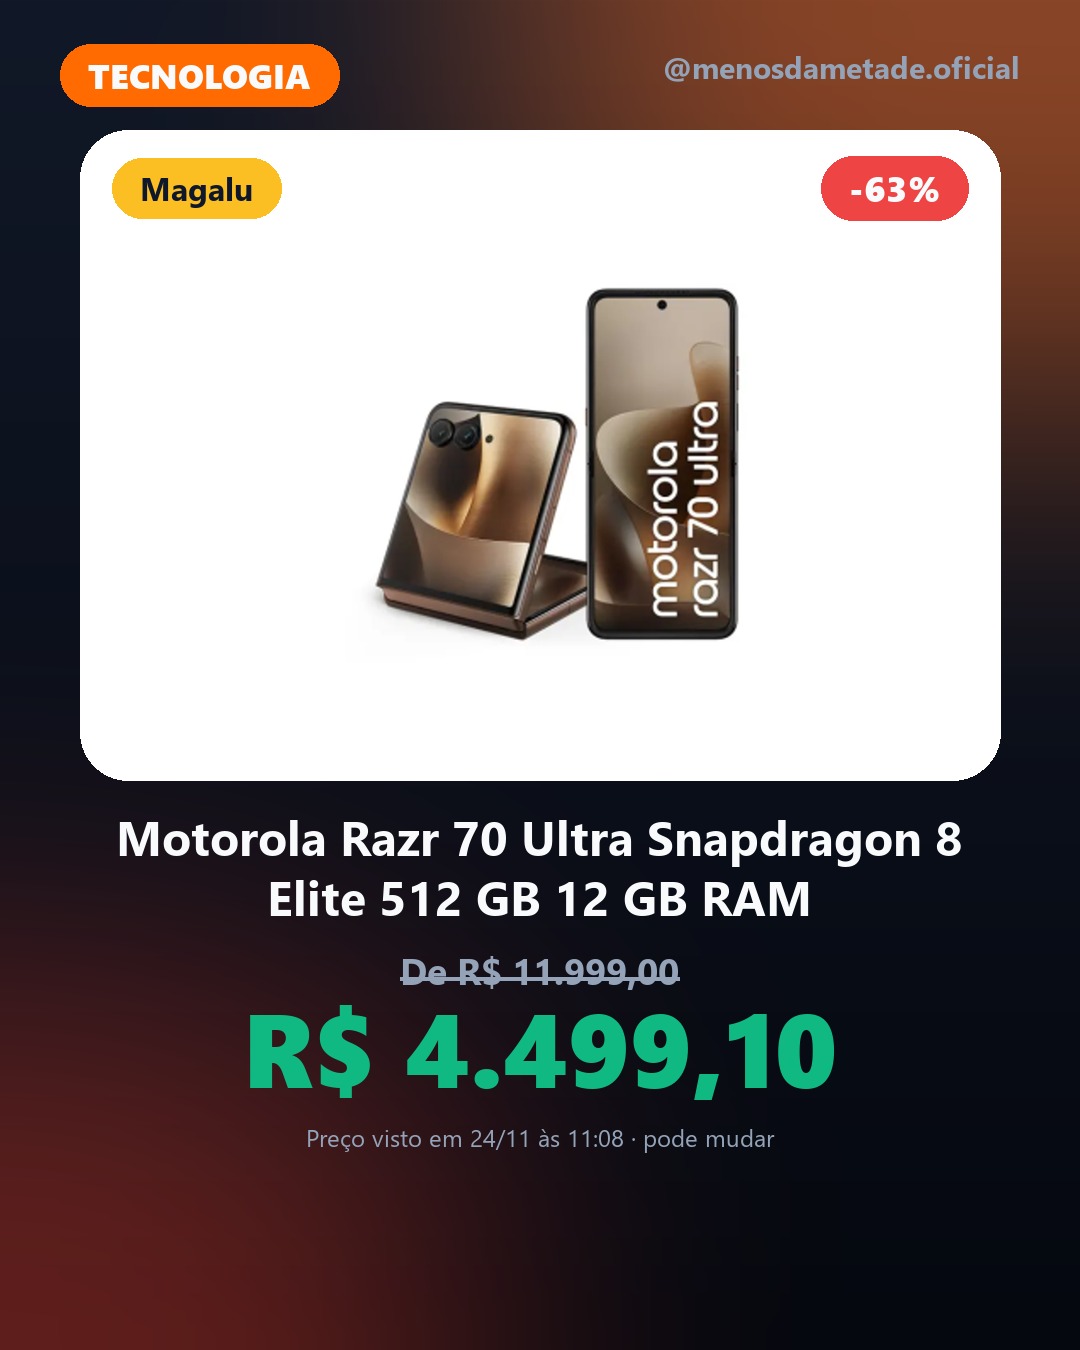 TECNOLOGIA
@menosdametade.oficial
Magalu
-63%
motorola
razr 70 ultra
Motorola Razr 70 Ultra Snapdragon 8
Elite 512 GB 12 GB RAM
De R$ 11.999,00
R$ 4.499,10
Preço visto em 24/11 às 11:08 · pode mudar